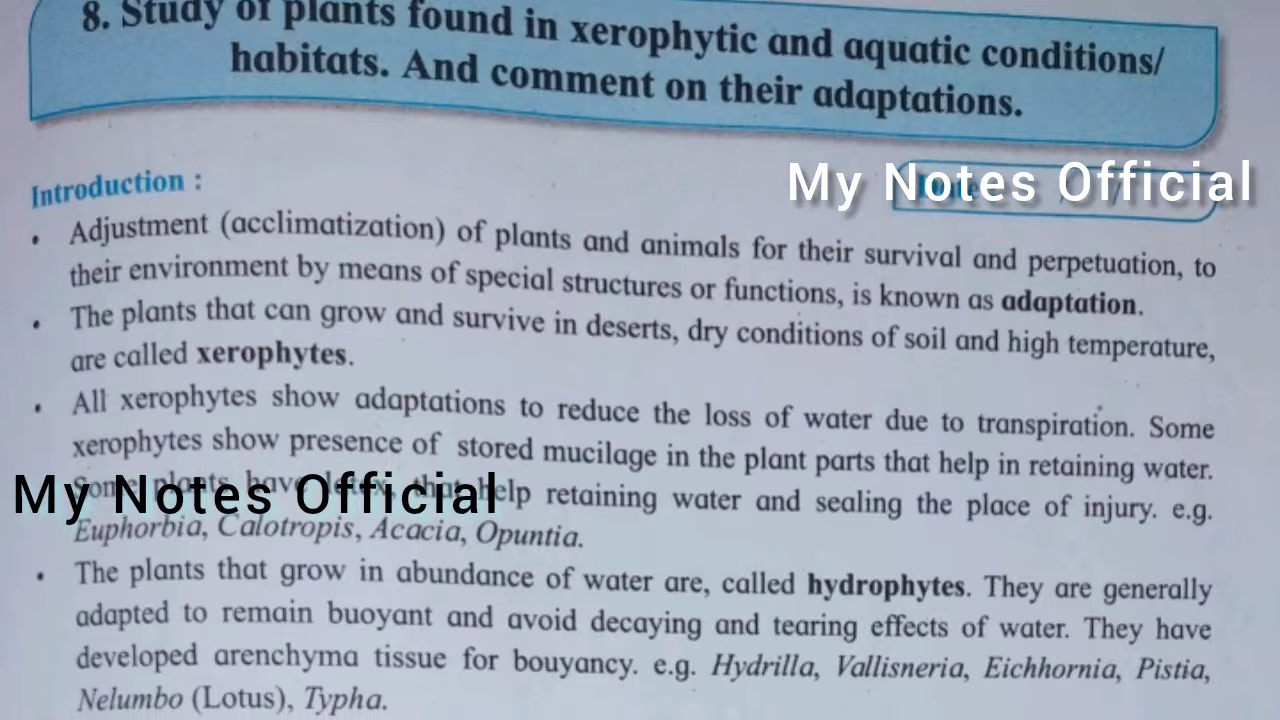 8. Study of plants found in xerophytic and aquatic conditions/
habitats. And comment on their adaptations.
My Notes Official
Introduction :
• Adjustment (acclimatization) of plants and animals for their survival and perpetuation, to
their environment by means of special structures or functions, is known as adaptation.
• The plants that can grow and survive in deserts, dry conditions of soil and high temperature,
are called xerophytes.
• All xerophytes show adaptations to reduce the loss of water due to transpiration. Some
xerophytes show presence of stored mucilage in the plant parts that help in retaining water.
My Notes Official
Some plants have latex, that help retaining water and sealing the place of injury. e.g.
Euphorbia, Calotropis, Acacia, Opuntia.
• The plants that grow in abundance of water are, called hydrophytes. They are generally
adapted to remain buoyant and avoid decaying and tearing effects of water. They have
developed arenchyma tissue for bouyancy. e.g. Hydrilla, Vallisneria, Eichhornia, Pistia,
Nelumbo (Lotus), Typha.